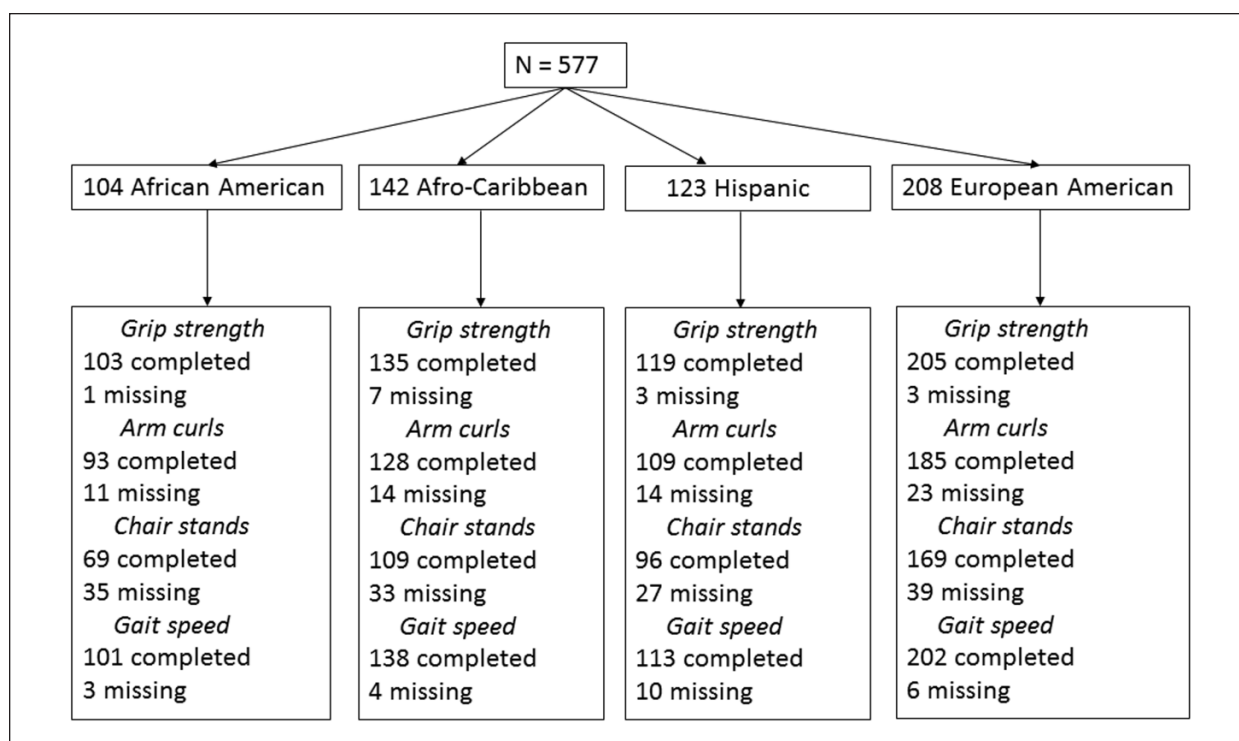 N = 577
104 African American
142 Afro-Caribbean
123 Hispanic
208 European American
Grip strength
103 completed
1 missing
Arm curls
93 completed
11 missing
Chair stands
69 completed
35 missing
Gait speed
101 completed
3 missing
Grip strength
135 completed
7 missing
Arm curls
128 completed
14 missing
Chair stands
109 completed
33 missing
Gait speed
138 completed
4 missing
Grip strength
119 completed
3 missing
Arm curls
109 completed
14 missing
Chair stands
96 completed
27 missing
Gait speed
113 completed
10 missing
Grip strength
205 completed
3 missing
Arm curls
185 completed
23 missing
Chair stands
169 completed
39 missing
Gait speed
202 completed
6 missing